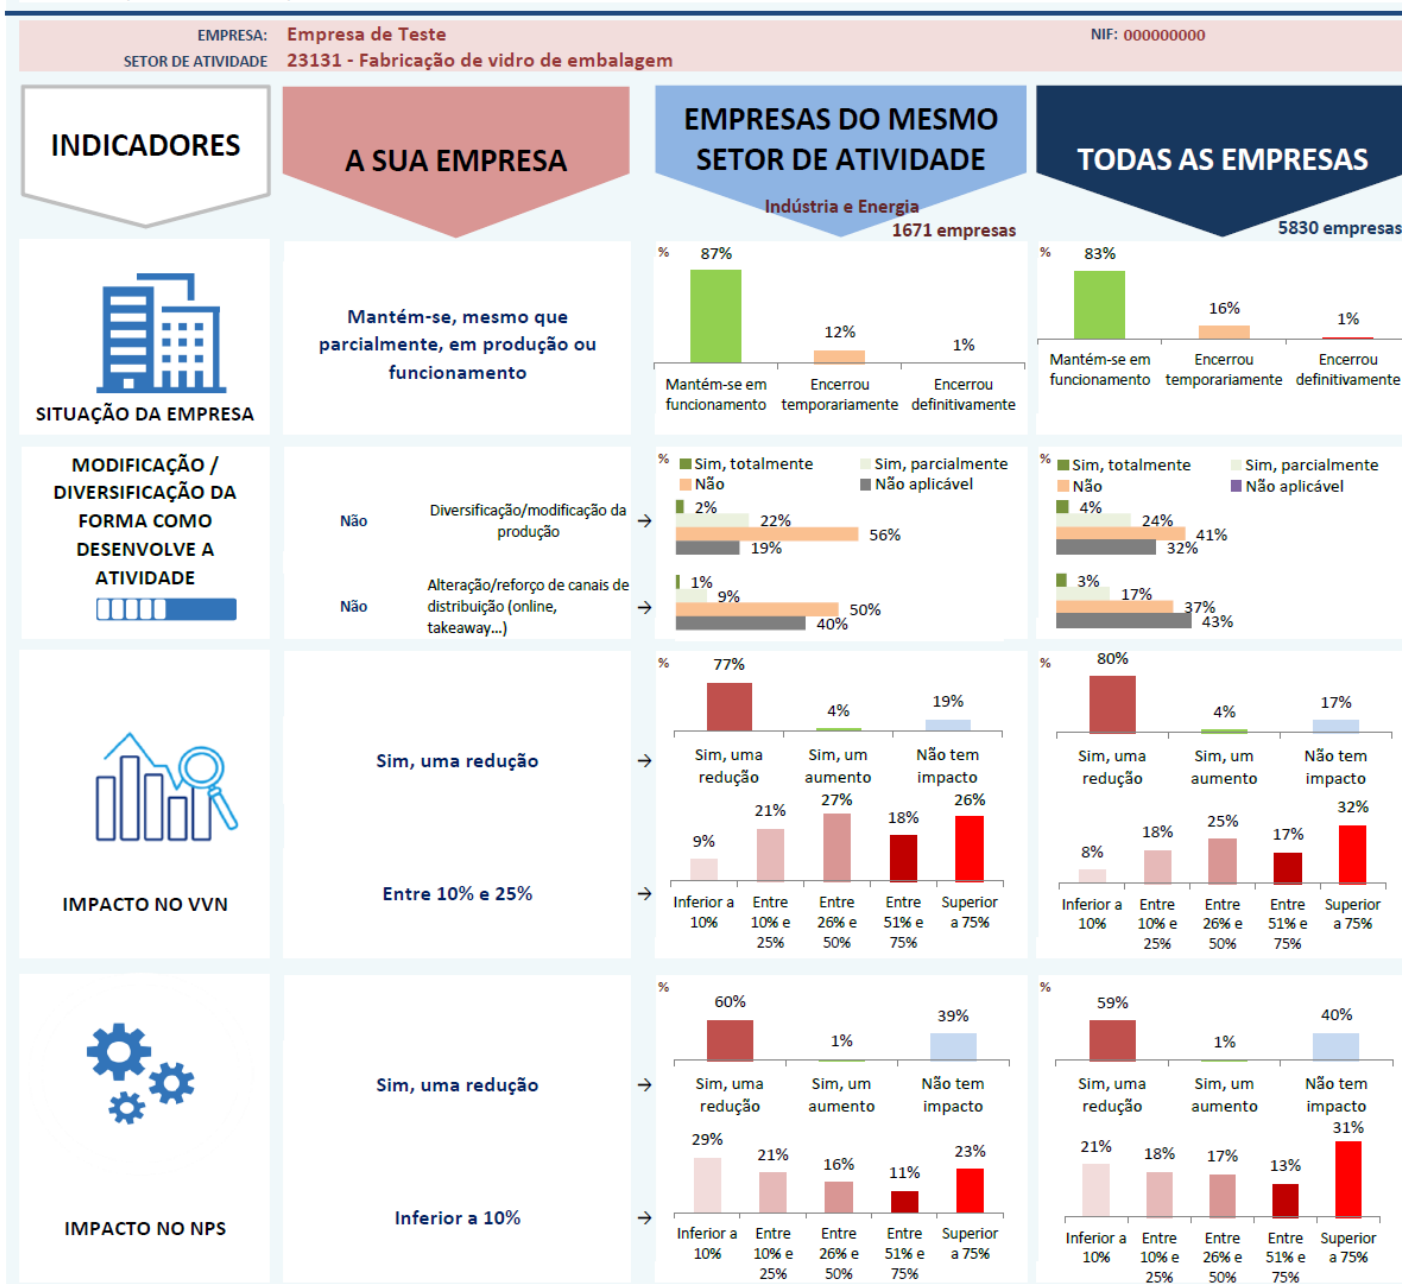 EMPRESA: Empresa de Teste NIF: 000000000
SETOR DE ATIVIDADE 23131 - Fabricação de vidro de embalagem
INDICADORES
A SUA EMPRESA
EMPRESAS DO MESMO
SETOR DE ATIVIDADE
Indústria e Energia
1671 empresas
TODAS AS EMPRESAS
5830 empresas
SITUAÇÃO DA EMPRESA
Mantém-se, mesmo que
parcialmente, em produção ou
funcionamento
%
87%
12%
1%
Mantém-se em
funcionamento
Encerrou
temporariamente
Encerrou
definitivamente
%
83%
16%
1%
Mantém-se em
funcionamento
Encerrou
temporariamente
Encerrou
definitivamente
MODIFICAÇÃO /
DIVERSIFICAÇÃO DA
FORMA COMO
DESENVOLVE A
ATIVIDADE
Não
Diversificação/modificação da
produção
→
Não
Alteração/reforço de canais de
distribuição (online,
takeaway...)
→
%
Sim, totalmente
Sim, parcialmente
Não
Não aplicável
2%
22%
56%
19%
1%
9%
50%
40%
%
Sim, totalmente
Sim, parcialmente
Não
Não aplicável
4%
24%
41%
32%
3%
17%
37%
43%
IMPACTO NO VVN
Sim, uma redução
→
Entre 10% e 25%
→
%
77%
4%
19%
Sim, uma
redução
Sim, um
aumento
Não tem
impacto
9%
21%
27%
18%
26%
Inferior a
10%
Entre
10% e
25%
Entre
26% e
50%
Entre
51% e
75%
Superior
a 75%
%
80%
4%
17%
Sim, uma
redução
Sim, um
aumento
Não tem
impacto
8%
18%
25%
17%
32%
Inferior a
10%
Entre
10% e
25%
Entre
26% e
50%
Entre
51% e
75%
Superior
a 75%
IMPACTO NO NPS
Sim, uma redução
→
Inferior a 10%
→
%
60%
1%
39%
Sim, uma
redução
Sim, um
aumento
Não tem
impacto
29%
21%
16%
11%
23%
Inferior a
10%
Entre
10% e
25%
Entre
26% e
50%
Entre
51% e
75%
Superior
a 75%
%
59%
1%
40%
Sim, uma
redução
Sim, um
aumento
Não tem
impacto
21%
18%
17%
13%
31%
Inferior a
10%
Entre
10% e
25%
Entre
26% e
50%
Entre
51% e
75%
Superior
a 75%